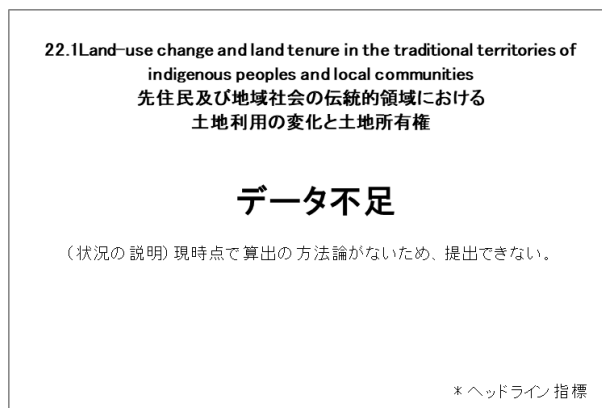 22.1Land-use change and land tenure in the traditional territories of
indigenous peoples and local communities
先住民及び地域社会の伝統的領域における
土地利用の変化と土地所有権
データ不足
（状況の説明）現時点で算出の方法論がないため、提出できない。
＊ヘッドライン指標